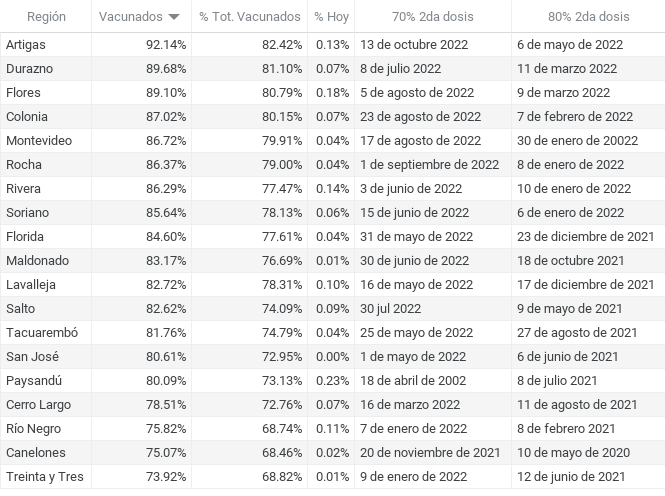 Región Vacunados % Tot. Vacunados % Hoy 70% 2da dosis 80% 2da dosis
Artigas 92.14% 82.42% 0.13% 13 de octubre 2022 6 de mayo de 2022
Durazno 89.68% 81.10% 0.07% 8 de julio 2022 11 de marzo 2022
Flores 89.10% 80.79% 0.18% 5 de agosto de 2022 9 de marzo 2022
Colonia 87.02% 80.15% 0.07% 23 de agosto de 2022 7 de febrero de 2022
Montevideo 86.72% 79.91% 0.04% 17 de agosto de 2022 30 de enero de 20022
Rocha 86.37% 79.00% 0.04% 1 de septiembre de 2022 8 de enero de 2022
Rivera 86.29% 77.47% 0.14% 3 de junio de 2022 10 de enero de 2022
Soriano 85.64% 78.13% 0.06% 15 de junio de 2022 6 de enero de 2022
Florida 84.60% 77.61% 0.04% 31 de mayo de 2022 23 de diciembre de 2021
Maldonado 83.17% 76.69% 0.01% 30 de junio de 2022 18 de octubre de 2021
Lavalleja 82.72% 78.31% 0.10% 16 de mayo de 2022 17 de diciembre de 2021
Salto 82.62% 74.09% 0.09% 30 jul 2022 9 de mayo de 2021
Tacuarembó 81.76% 74.79% 0.04% 25 de mayo de 2022 27 de agosto de 2021
San José 80.61% 72.95% 0.00% 1 de mayo de 2022 6 de junio de 2021
Paysandú 80.09% 73.13% 0.23% 18 de abril de 2002 8 de julio 2021
Cerro Largo 78.51% 72.76% 0.07% 16 de marzo 2022 11 de agosto de 2021
Río Negro 75.82% 68.74% 0.11% 7 de enero de 2022 8 de febrero 2021
Canelones 75.07% 68.46% 0.02% 20 de noviembre de 2021 10 de mayo de 2020
Treinta y Tres 73.92% 68.82% 0.01% 9 de enero de 2022 12 de junio de 2021